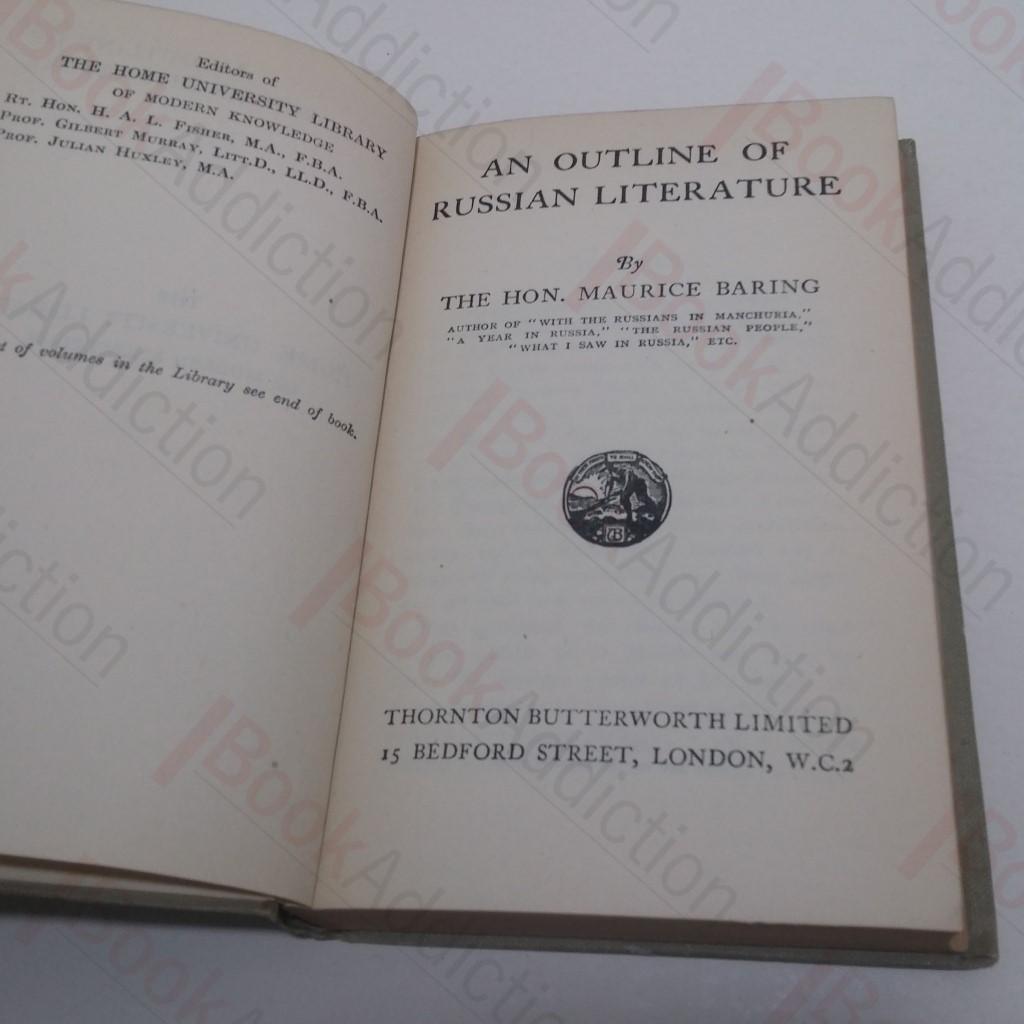 Editors of
THE HOME UNIVERSITY LIBRARY
OF MODERN KNOWLEDGE
RT. HON. H. A. L. FISHER, M.A., F.B.A.
PROF. GILBERT MURRAY, LITT.D., LL.D., F.B.A.
PROF. JULIAN HUXLEY, M.A.
of volumes in the Library see end of book.
AN OUTLINE OF
RUSSIAN LITERATURE
By
THE HON. MAURICE BARING
AUTHOR OF "WITH THE RUSSIANS IN MANCHURIA,"
"A YEAR IN RUSSIA," "THE RUSSIAN PEOPLE,"
"WHAT I SAW IN RUSSIA," ETC.
TB
THORNTON BUTTERWORTH LIMITED
15 BEDFORD STREET, LONDON, W.C.2
BookAddiction